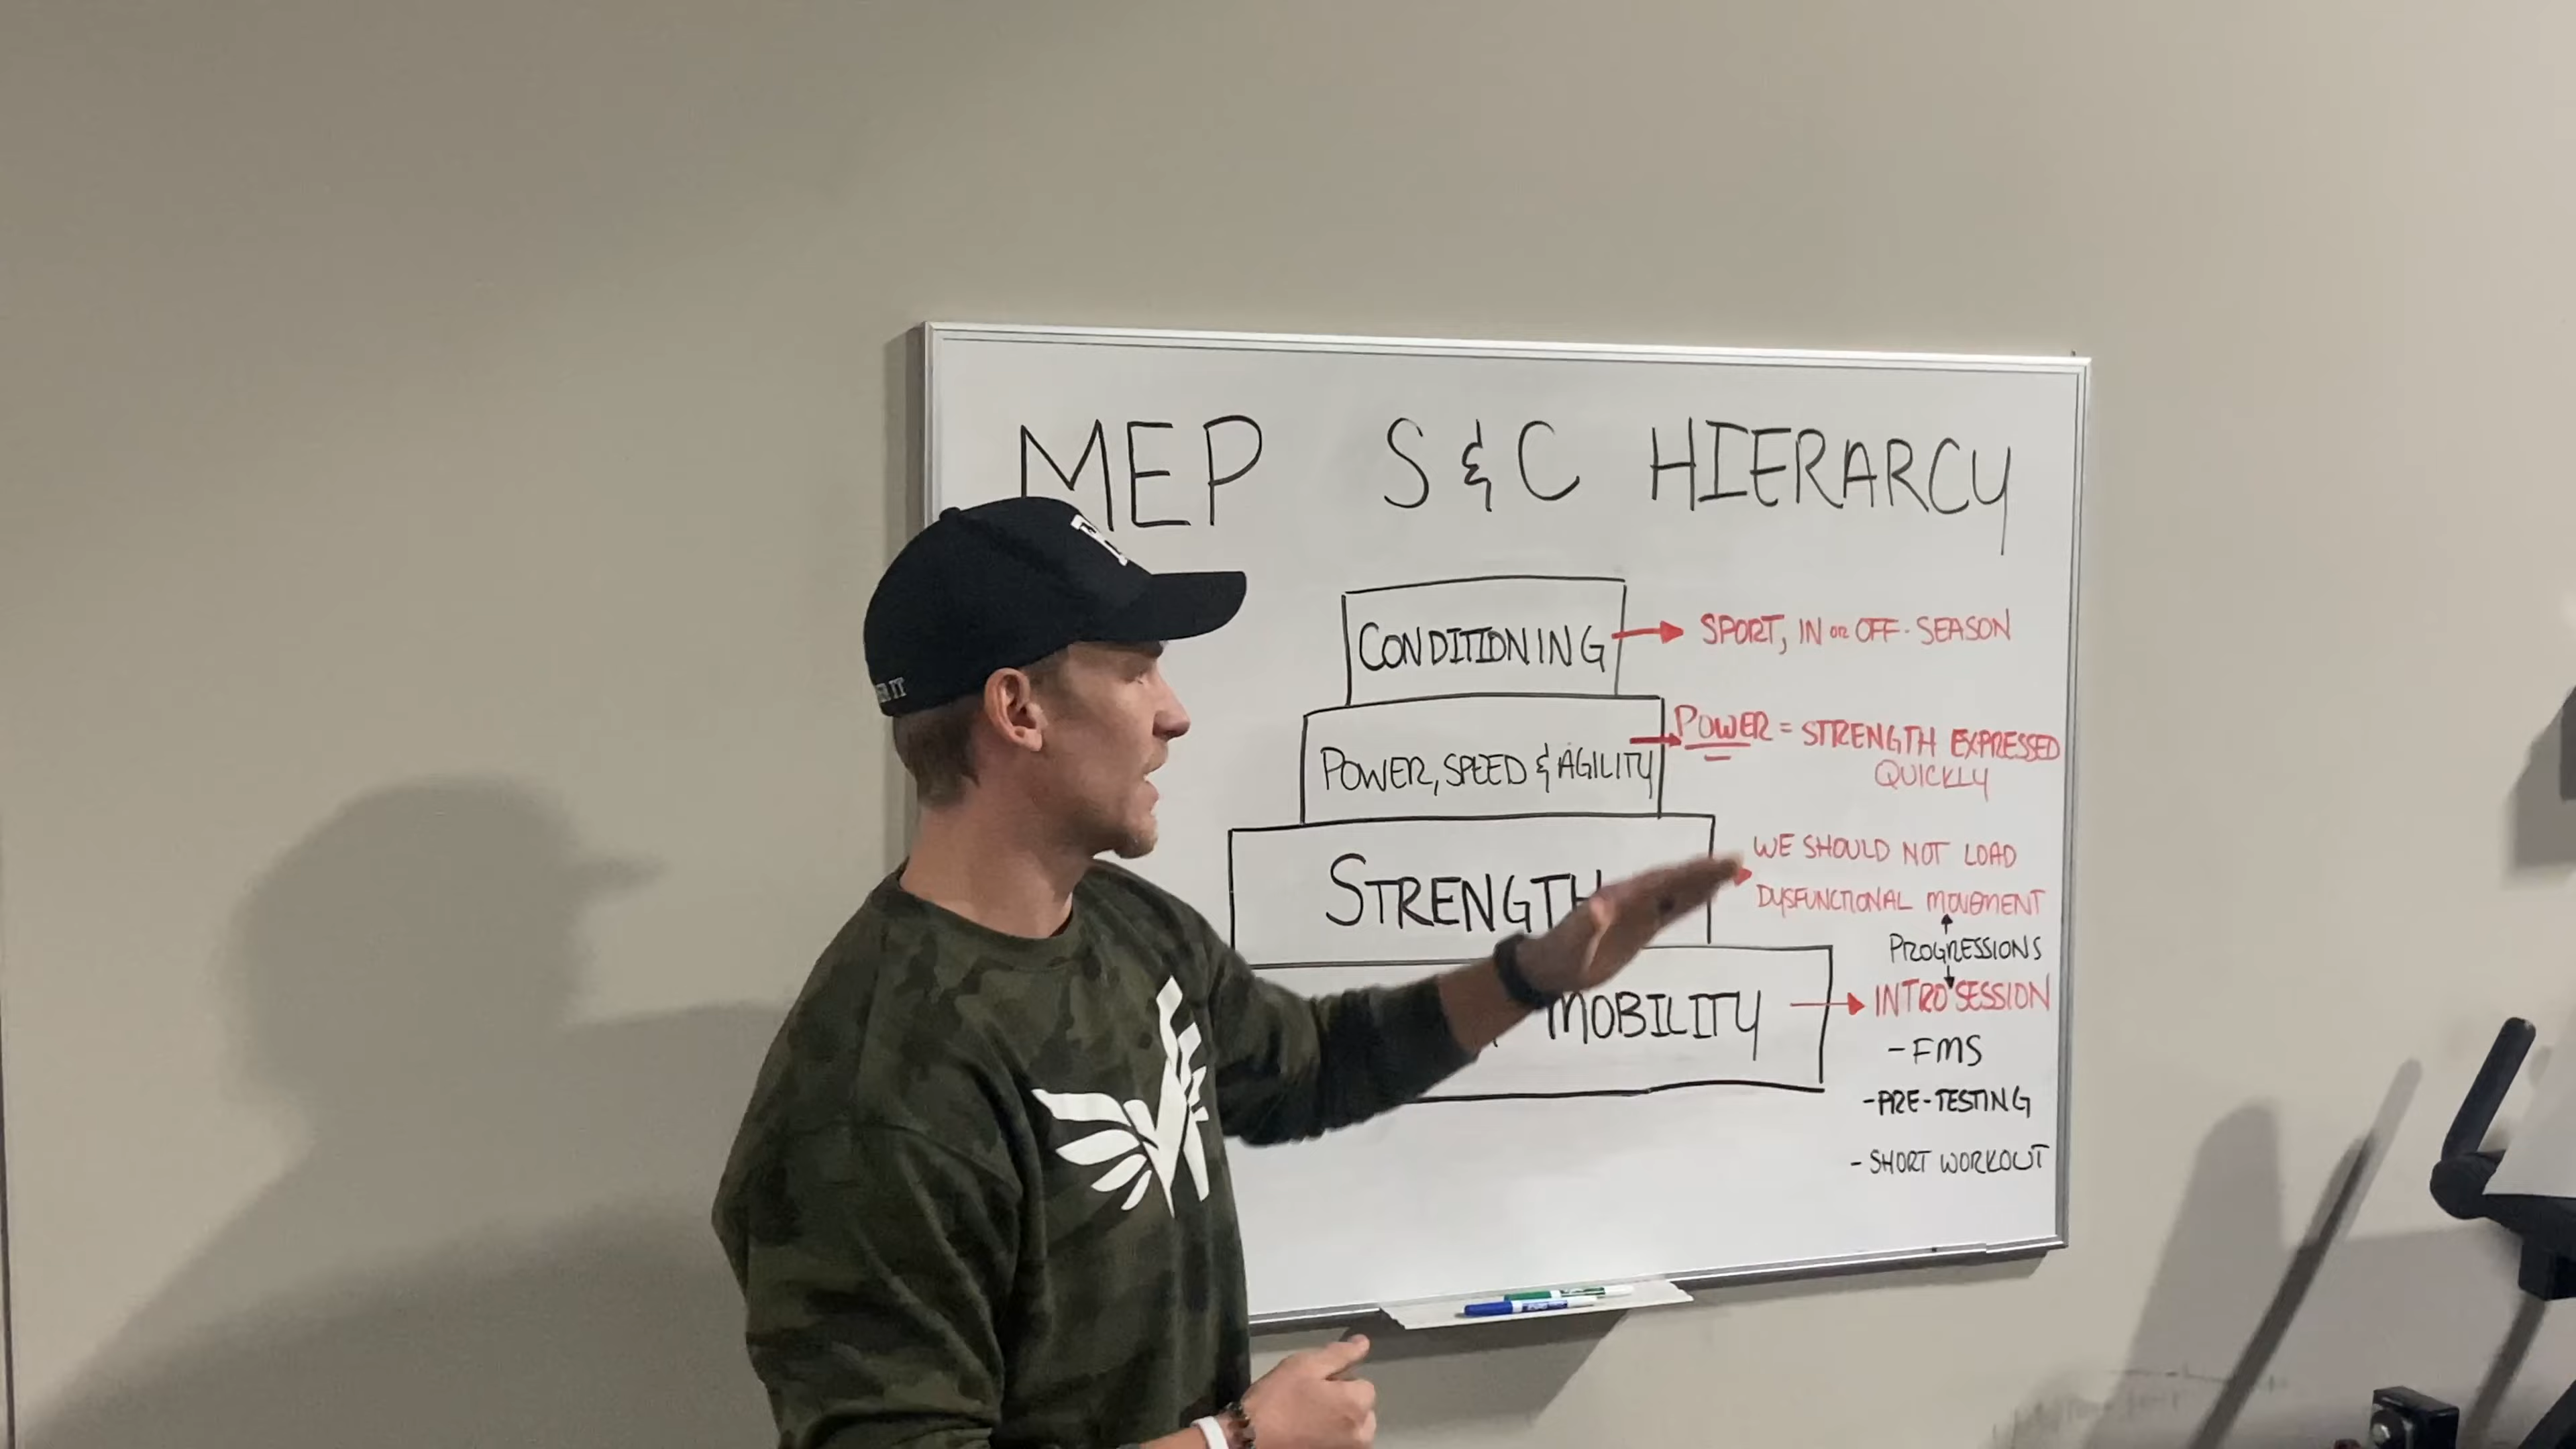 MEP S & C HIERARCY
CONDITIONING
SPORT, IN or OFF-SEASON
POWER, SPEED & AGILITY
POWER = STRENGTH EXPRESSED
QUICKLY
STRENGTH
WE SHOULD NOT LOAD
DYSFUNCTIONAL MOVEMENT
PROGRESSIONS
MOBILITY
INTRO SESSION
- FMS
- PRE-TESTING
- SHORT WORKOUT